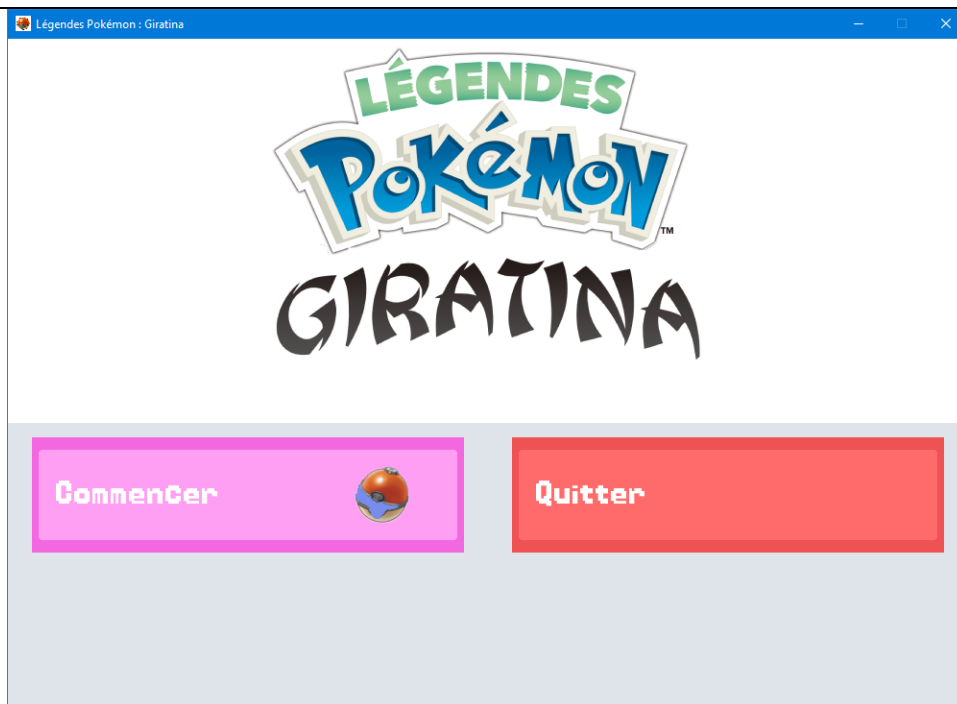 Légendes Pokémon : Giratina
LÉGENDES
POKÉMON
TM
GIRATINA
Commencer
Quitter